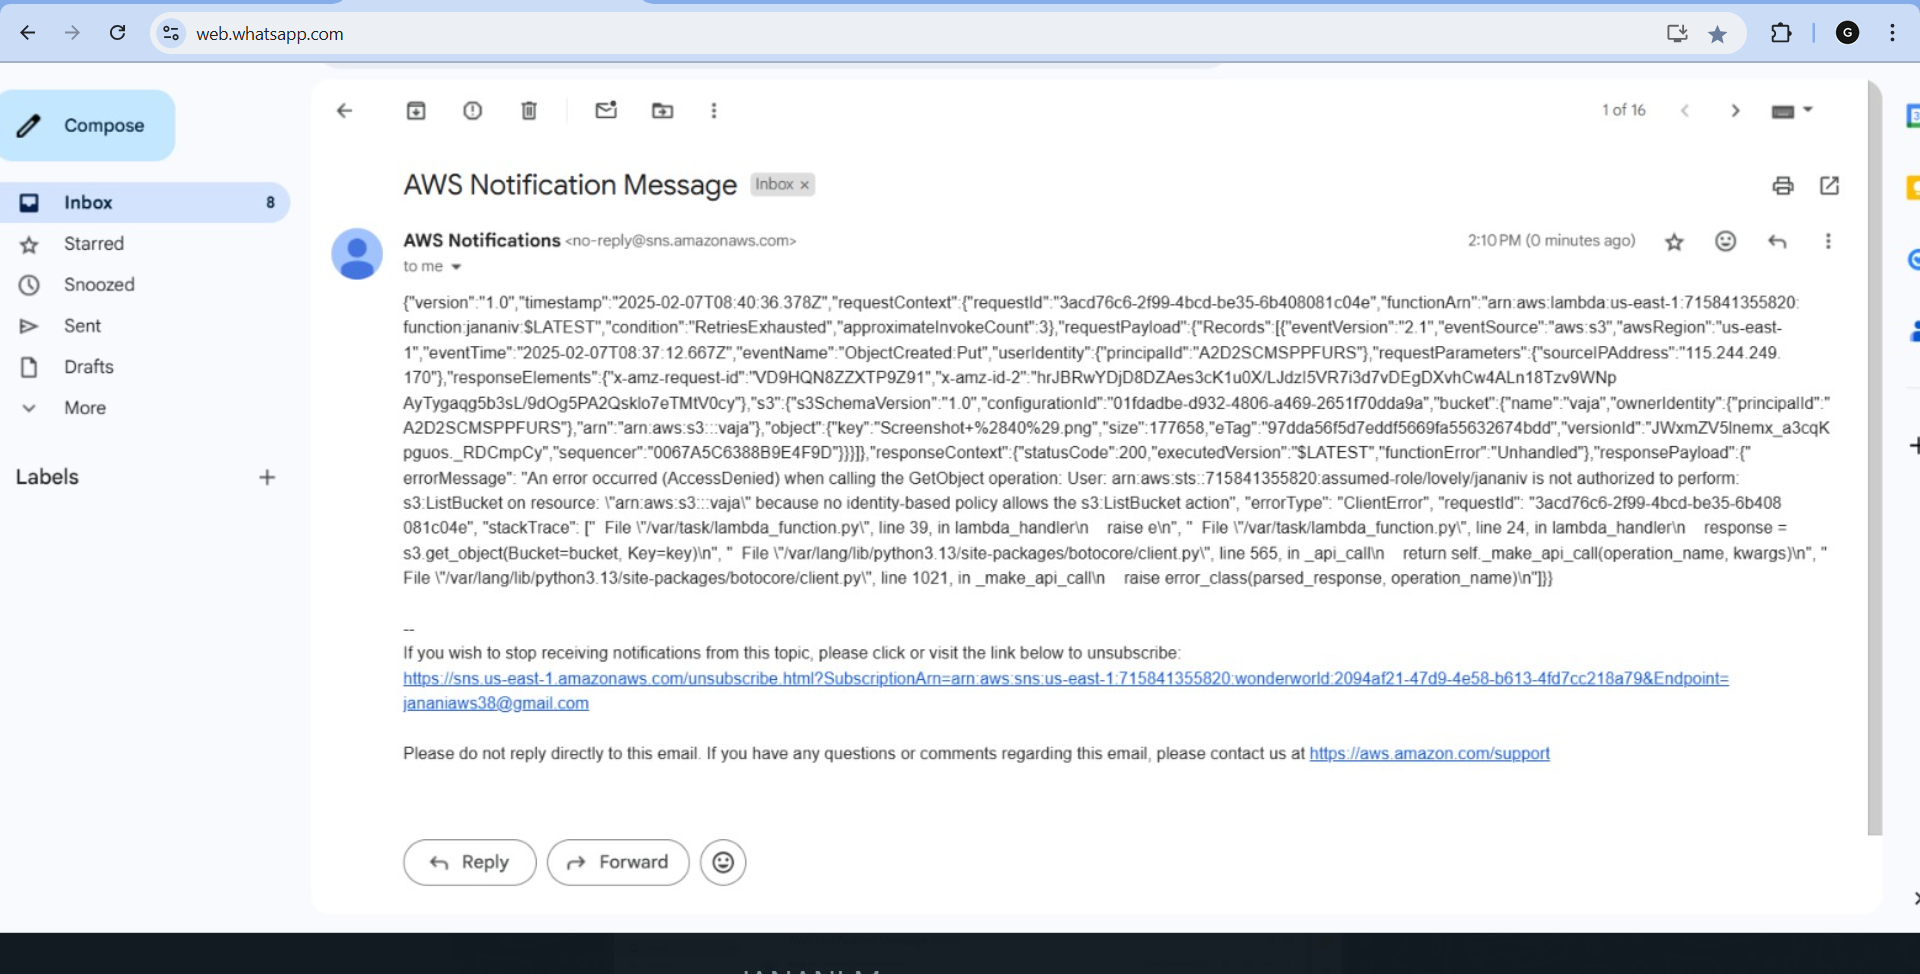 web.whatsapp.com
G
Compose
1 of 16
AWS Notification Message
Inbox ×
Inbox 8
Starred
Snoozed
Sent
Drafts
More
Labels
AWS Notifications <no-reply@sns.amazonaws.com>
2:10 PM (0 minutes ago)
to me
{"version":"1.0","timestamp":"2025-02-07T08:40:36.378Z","requestContext":{"requestId":"3acd76c6-2f99-4bcd-be35-6b408081c04e","functionArn":"arn:aws:lambda:us-east-1:715841355820:
function:jananiv:$LATEST","condition":"RetriesExhausted","approximateInvokeCount":3},"requestPayload":{"Records":[{"eventVersion":"2.1","eventSource":"aws:s3","awsRegion":"us-east-
1","eventTime":"2025-02-07T08:37:12.667Z","eventName":"ObjectCreated:Put","userIdentity":{"principalId":"A2D2SCMSPPFURS"},"requestParameters":{"sourceIPAddress":"115.244.249.
170"},"responseElements":{"x-amz-request-id":"VD9HQN8ZZXTP9Z91","x-amz-id-2":"hrJBRwYDjD8DZAes3cK1u0X/LJdzI5VR7i3d7vDEgDXvhCw4ALn18Tzv9WNp
AyTygaqg5b3sL/9dOg5PA2Qsklo7eTMtV0cy"},"s3":{"s3SchemaVersion":"1.0","configurationId":"01fdadbe-d932-4806-a469-2651f70dda9a","bucket":{"name":"vaja","ownerIdentity":{"principalId":"
A2D2SCMSPPFURS"},"arn":"arn:aws:s3:::vaja"},"object":{"key":"Screenshot+%2840%29.png","size":177658,"eTag":"97dda56f5d7eddf5669fa55632674bdd","versionId":"JWxmZV5lnemx_a3cqK
pguos._RDCmpCy","sequencer":"0067A5C6388B9E4F9D"}}}]},"responseContext":{"statusCode":200,"executedVersion":"$LATEST","functionError":"Unhandled"},"responsePayload":{"
errorMessage": "An error occurred (AccessDenied) when calling the GetObject operation: User: arn:aws:sts::715841355820:assumed-role/lovely/jananiv is not authorized to perform:
s3:ListBucket on resource: \"arn:aws:s3:::vaja\" because no identity-based policy allows the s3:ListBucket action", "errorType": "ClientError", "requestId": "3acd76c6-2f99-4bcd-be35-6b408
081c04e", "stackTrace": ["  File \"/var/task/lambda_function.py\", line 39, in lambda_handler\n    raise e\n", "  File \"/var/task/lambda_function.py\", line 24, in lambda_handler\n    response =
s3.get_object(Bucket=bucket, Key=key)\n", "  File \"/var/lang/lib/python3.13/site-packages/botocore/client.py\", line 565, in _api_call\n    return self._make_api_call(operation_name, kwargs)\n", "
File \"/var/lang/lib/python3.13/site-packages/botocore/client.py\", line 1021, in _make_api_call\n    raise error_class(parsed_response, operation_name)\n"]}}
--
If you wish to stop receiving notifications from this topic, please click or visit the link below to unsubscribe:
https://sns.us-east-1.amazonaws.com/unsubscribe.html?SubscriptionArn=arn:aws:sns:us-east-1:715841355820:wonderworld:2094af21-47d9-4e58-b613-4fd7cc218a79&Endpoint=
jananiaws38@gmail.com
Please do not reply directly to this email. If you have any questions or comments regarding this email, please contact us at https://aws.amazon.com/support
Reply
Forward